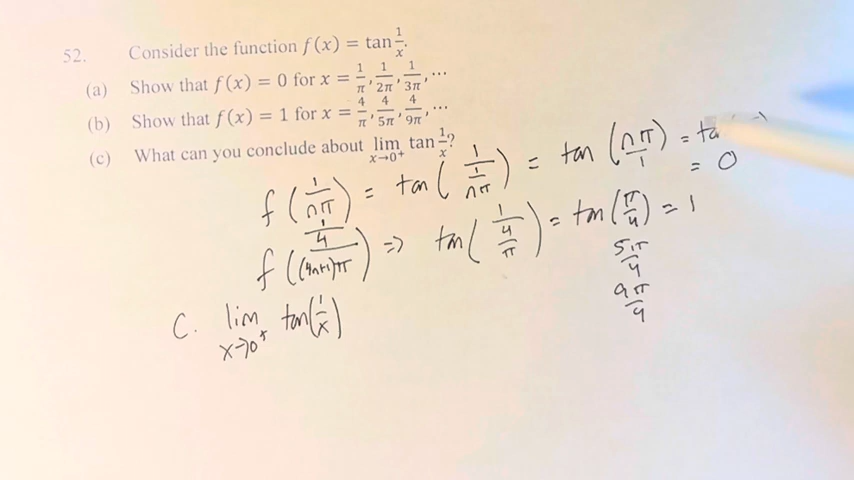 52. Consider the function f(x) = tan 1/x.
(a) Show that f(x) = 0 for x = 1/π, 1/2π, 1/3π, ⋯
(b) Show that f(x) = 1 for x = 4/π, 4/5π, 4/9π, ⋯
(c) What can you conclude about lim x→0⁺ tan 1/x?
f(1/nπ) = tan(1/(1/nπ)) = tan(nπ/1) =
= 0
f(4/(4n+1)π) ⇒ tan(1/(4/π)) = tan(π/4) = 1
5π/4
9π/4
C. lim x→0⁺ tan(1/x)